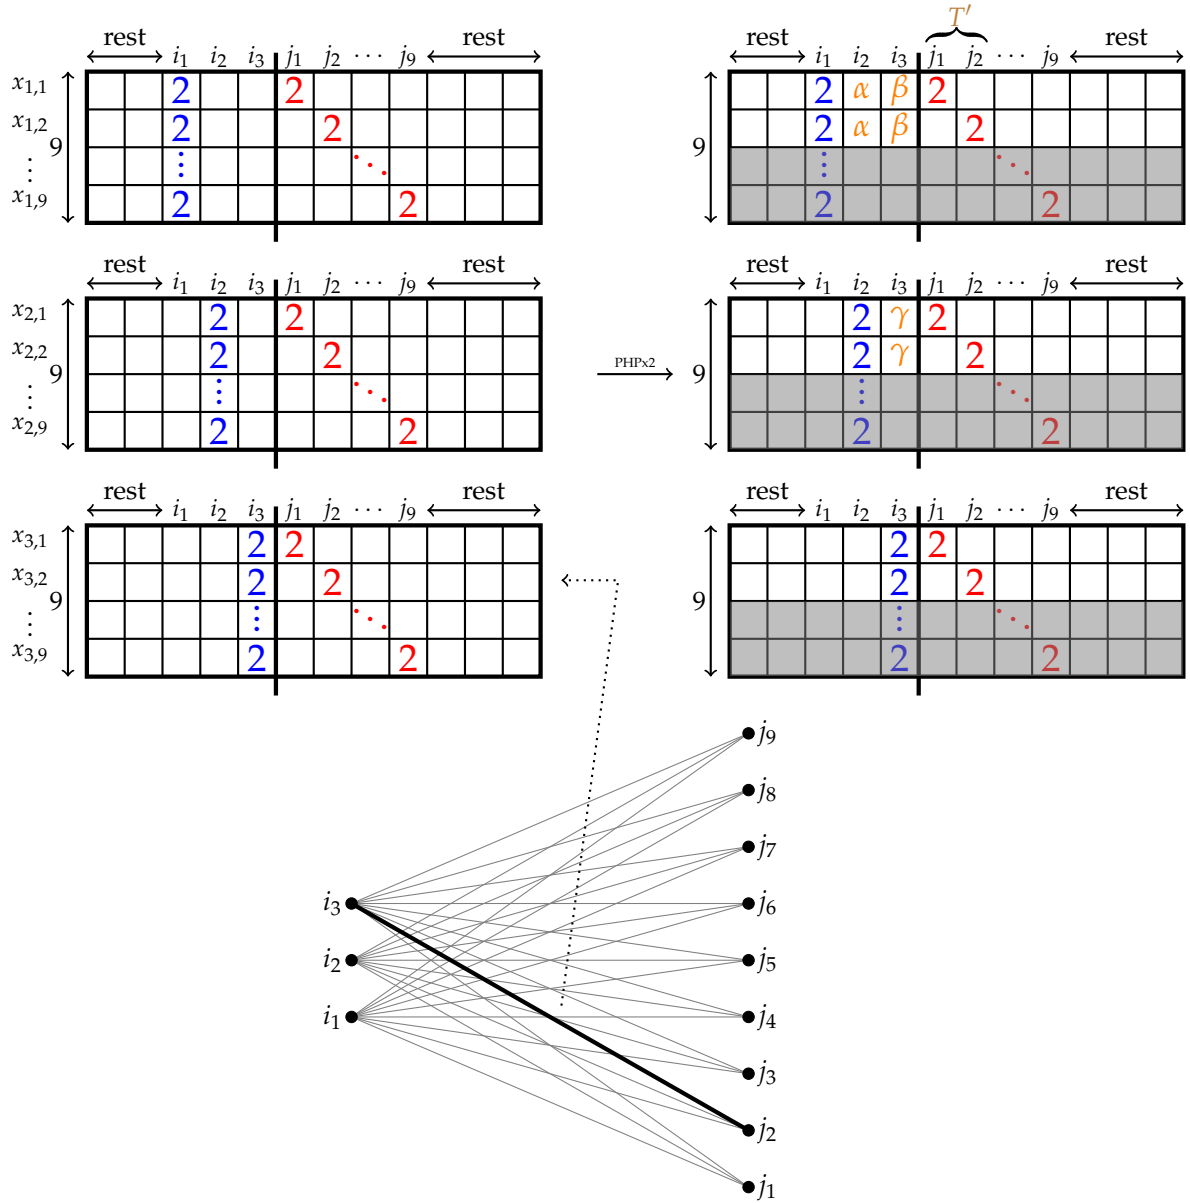 T′
rest rest rest rest
i₁ i₂ i₃ j₁ j₂ ⋯ j₉ i₁ i₂ i₃ j₁ j₂ ⋯ j₉
x₁,₁ 2 2 2 α β 2
x₁,₂ 2 2 2 α β 2
9 9
⋮ ⋮ ⋱ ⋮ ⋱
x₁,₉ 2 2 2 2
rest rest rest rest
i₁ i₂ i₃ j₁ j₂ ⋯ j₉ i₁ i₂ i₃ j₁ j₂ ⋯ j₉
x₂,₁ 2 2 2 γ 2
x₂,₂ 2 2 2 γ 2
PHPx2
9 9
⋮ ⋮ ⋱ ⋮ ⋱
x₂,₉ 2 2 2 2
rest rest rest rest
i₁ i₂ i₃ j₁ j₂ ⋯ j₉ i₁ i₂ i₃ j₁ j₂ ⋯ j₉
x₃,₁ 2 2 2 2
x₃,₂ 2 2 2 2
9 9
⋮ ⋮ ⋱ ⋮ ⋱
x₃,₉ 2 2 2 2
j₉
j₈
j₇
i₃ j₆
i₂ j₅
i₁ j₄
j₃
j₂
j₁